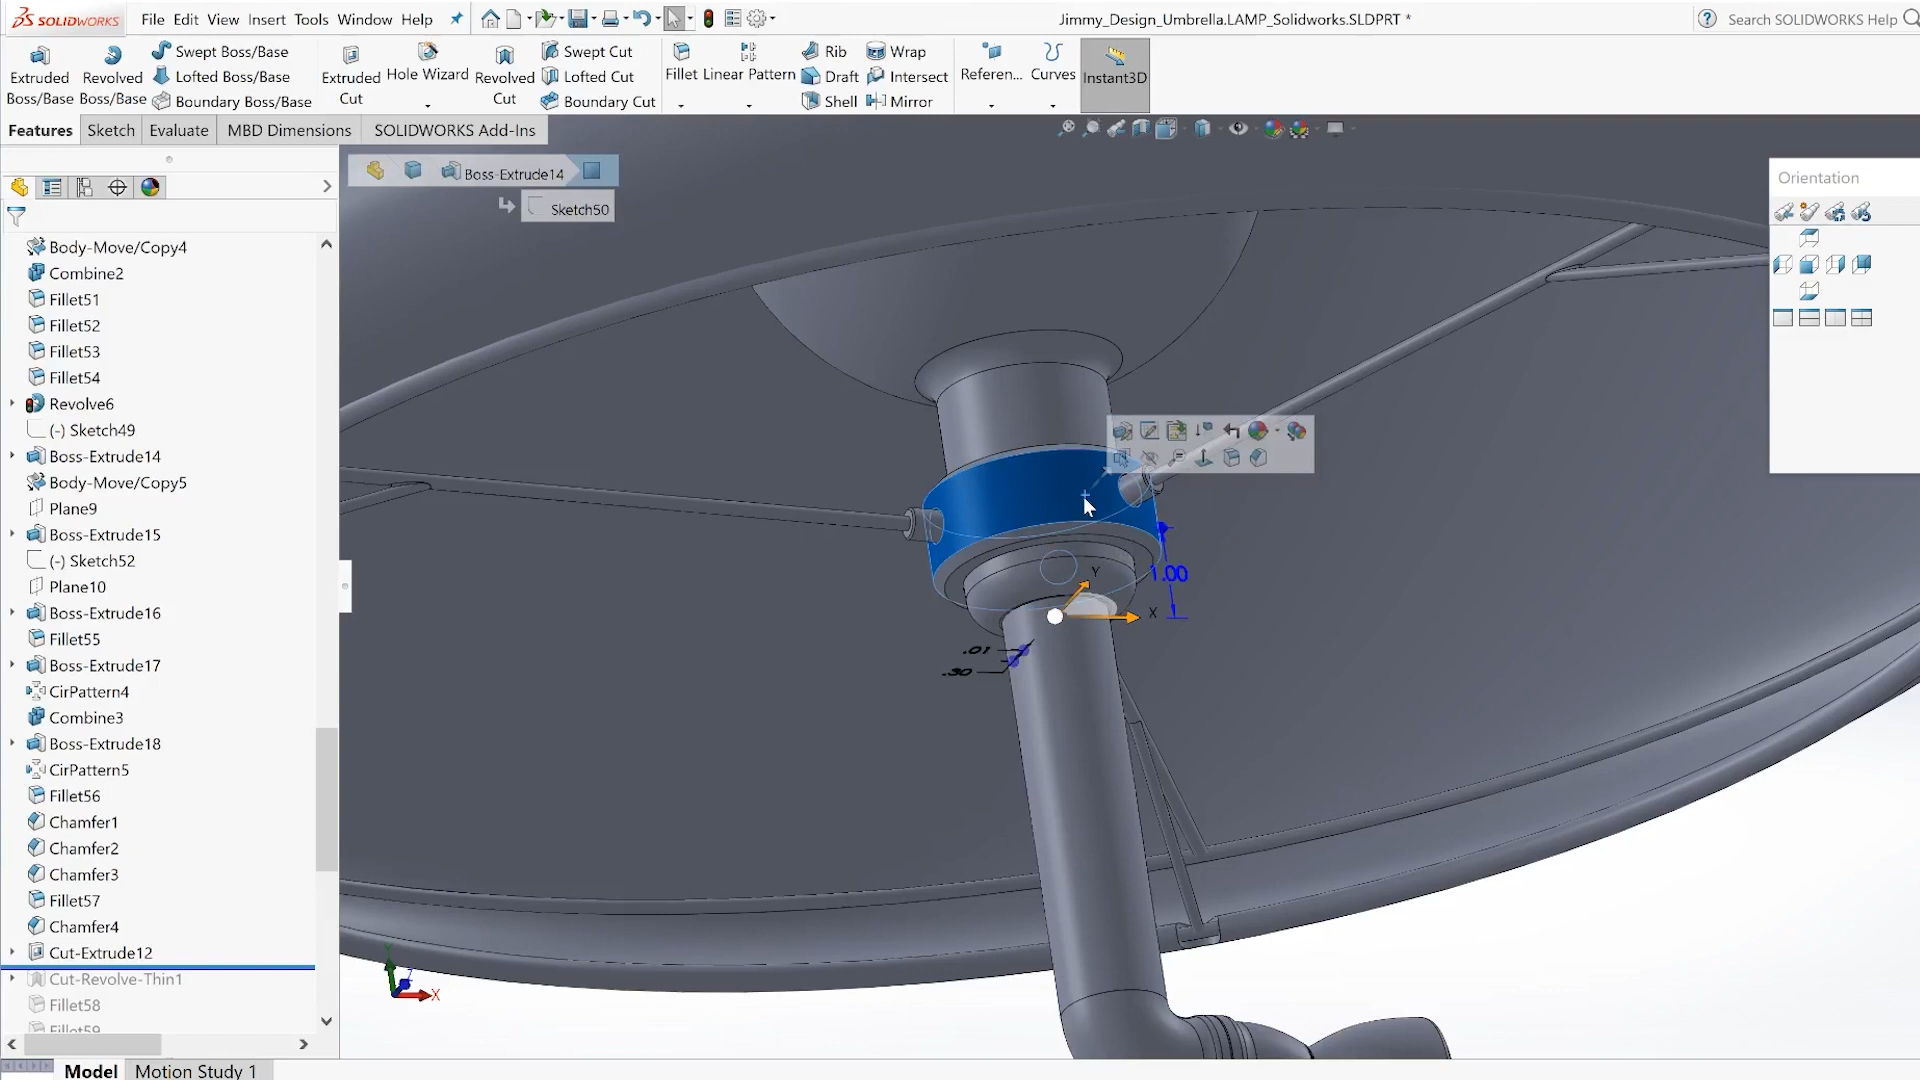 SOLIDWORKS File Edit View Insert Tools Window Help Jimmy_Design_Umbrella.LAMP_Solidworks.SLDPRT * ? Search SOLIDWORKS Help
Extruded Boss/Base
Revolved Boss/Base
Swept Boss/Base
Lofted Boss/Base
Boundary Boss/Base
Extruded Cut
Hole Wizard
Revolved Cut
Swept Cut
Lofted Cut
Boundary Cut
Fillet
Linear Pattern
Rib
Draft
Shell
Wrap
Intersect
Mirror
Referen...
Curves
Instant3D
Features Sketch Evaluate MBD Dimensions SOLIDWORKS Add-Ins
Boss-Extrude14
Sketch50
Orientation
Body-Move/Copy4
Combine2
Fillet51
Fillet52
Fillet53
Fillet54
Revolve6
(-) Sketch49
Boss-Extrude14
Body-Move/Copy5
Plane9
Boss-Extrude15
(-) Sketch52
Plane10
Boss-Extrude16
Fillet55
Boss-Extrude17
CirPattern4
Combine3
Boss-Extrude18
CirPattern5
Fillet56
Chamfer1
Chamfer2
Chamfer3
Fillet57
Chamfer4
Cut-Extrude12
Cut-Revolve-Thin1
Fillet58
Fillet59
Y
X
1.00
.01
.30
Y
Z
X
Model Motion Study 1